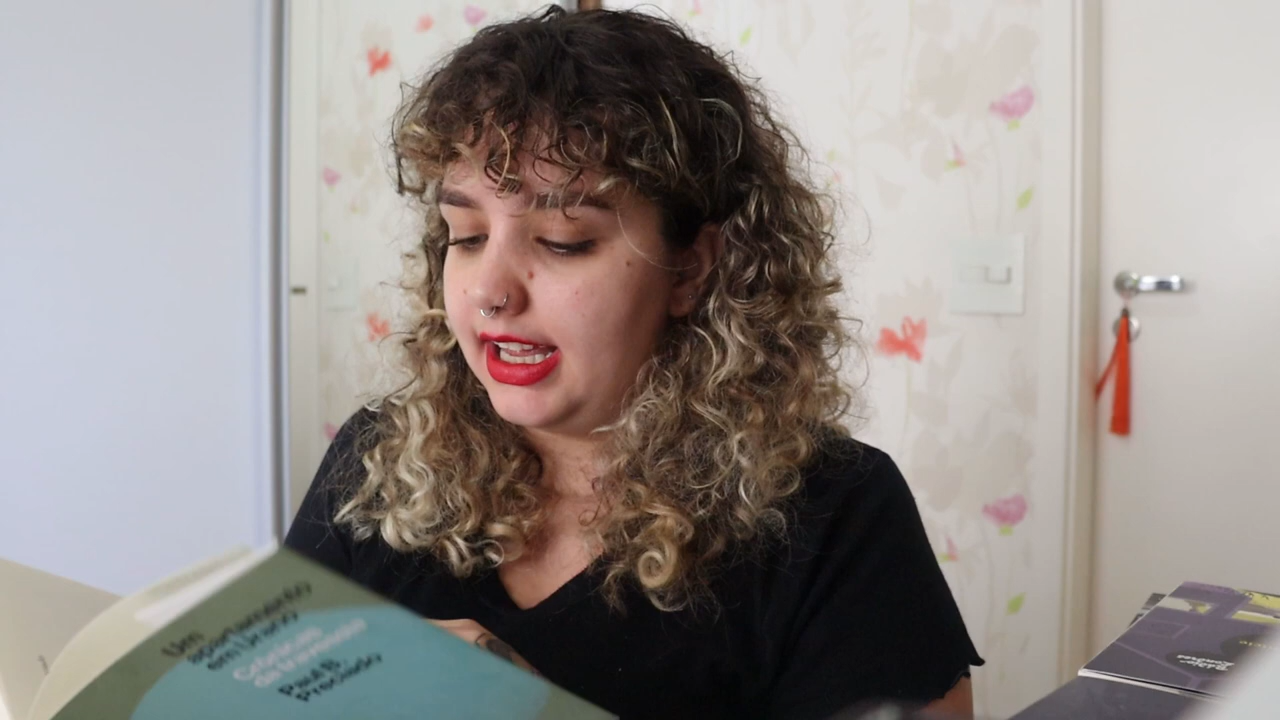 Um
apartamento
em Urano
Crônicas
da travessia
Paul B.
Preciado